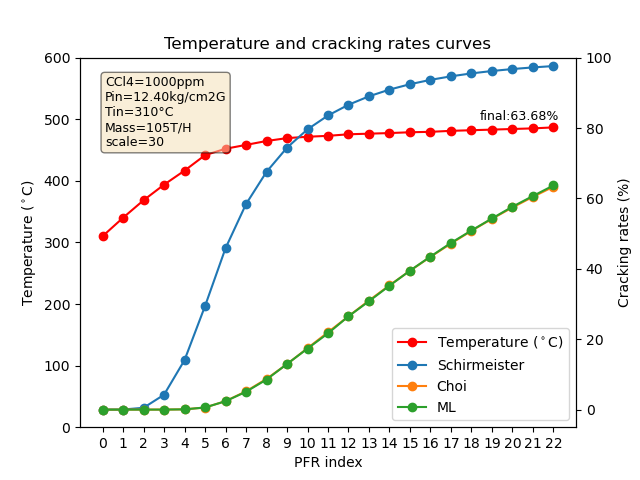 Temperature and cracking rates curves
CCl4=1000ppm
Pin=12.40kg/cm2G
Tin=310°C
Mass=105T/H
scale=30
final:63.68%
Temperature (°C)
600
500
400
300
200
100
0
100
80
60
40
20
0
Cracking rates (%)
Temperature (°C)
Schirmeister
Choi
ML
0 1 2 3 4 5 6 7 8 9 10 11 12 13 14 15 16 17 18 19 20 21 22
PFR index